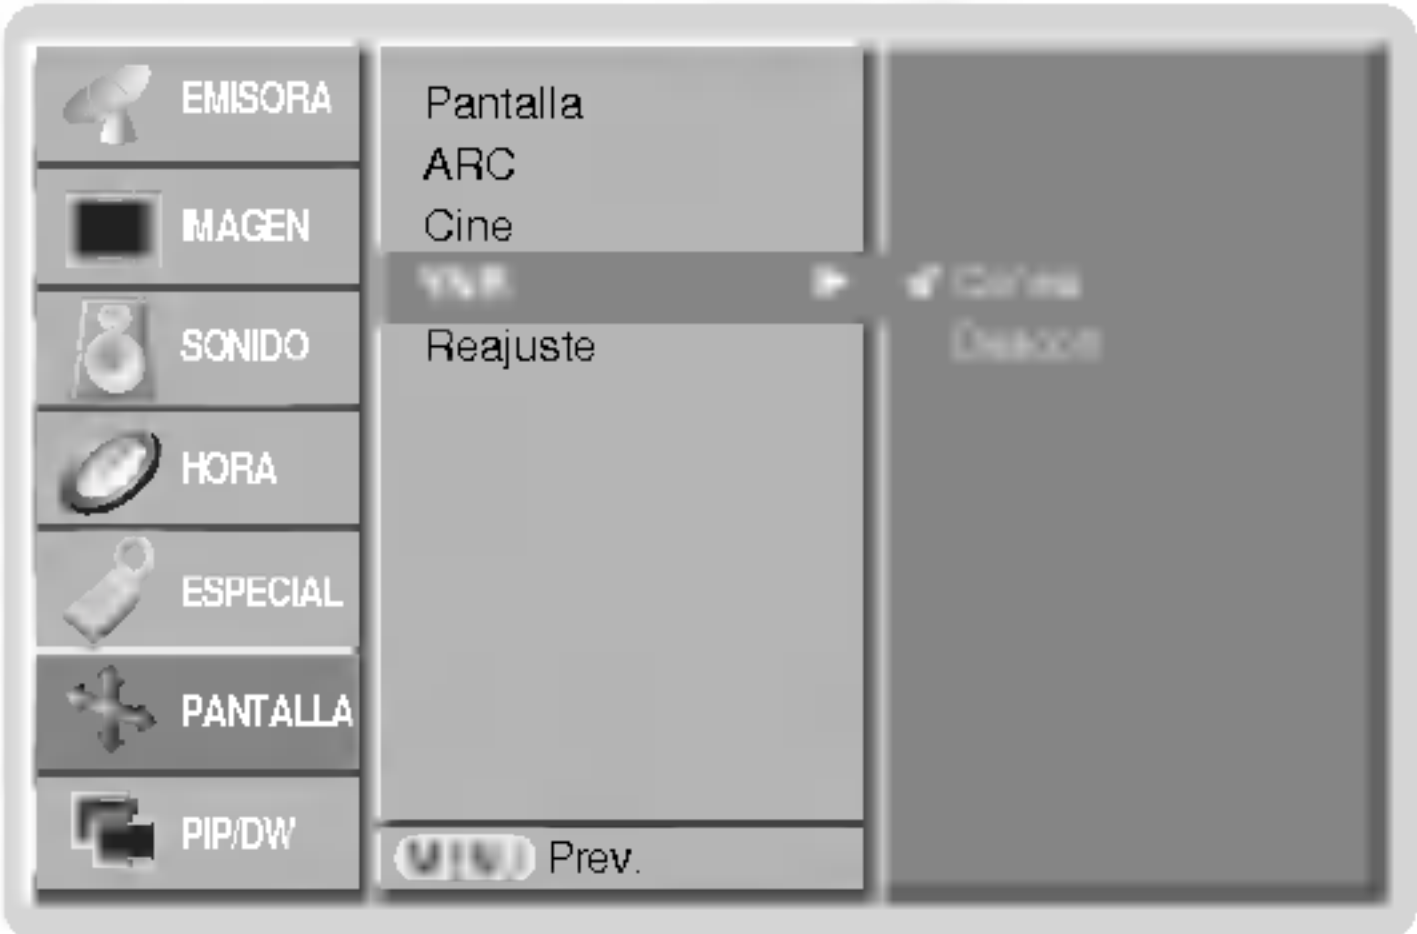 EMISORA
IMAGEN
SONIDO
HORA
ESPECIAL
PANTALLA
PIP/DW
Pantalla
ARC
Cine
Reajuste
Prev.